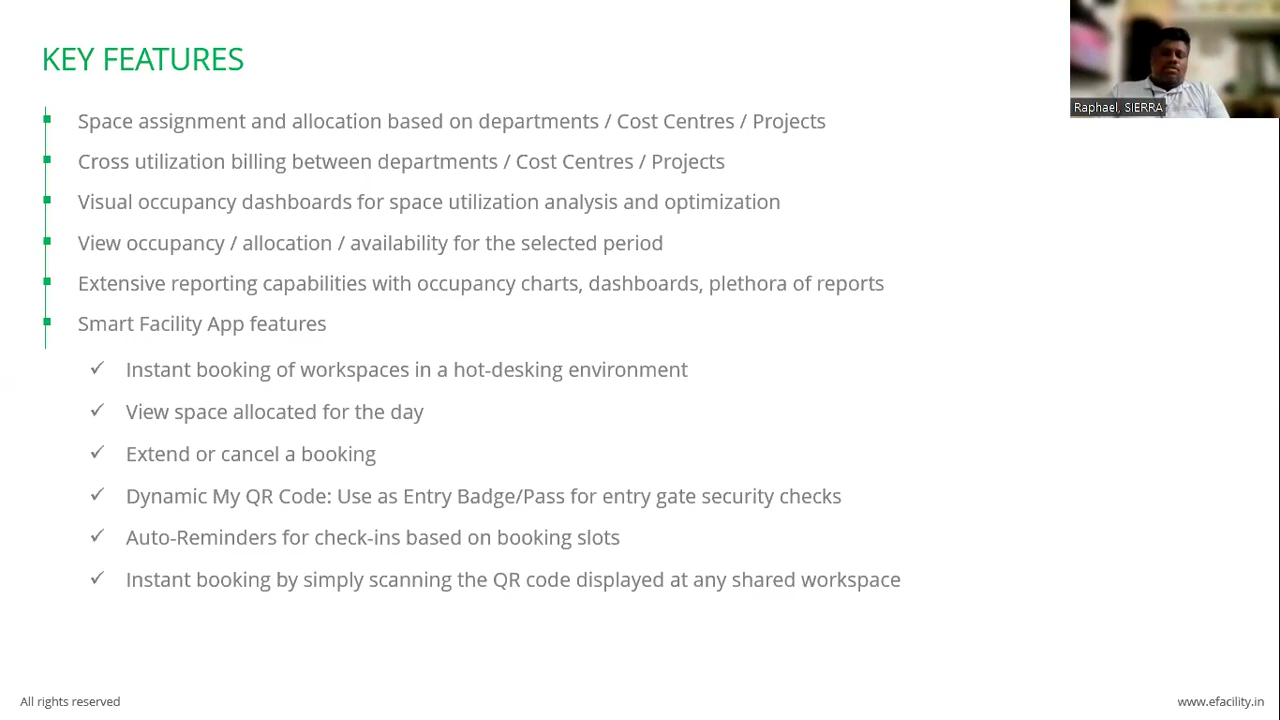 KEY FEATURES
Raphael, SIERRA
Space assignment and allocation based on departments / Cost Centres / Projects
Cross utilization billing between departments / Cost Centres / Projects
Visual occupancy dashboards for space utilization analysis and optimization
View occupancy / allocation / availability for the selected period
Extensive reporting capabilities with occupancy charts, dashboards, plethora of reports
Smart Facility App features
Instant booking of workspaces in a hot-desking environment
View space allocated for the day
Extend or cancel a booking
Dynamic My QR Code: Use as Entry Badge/Pass for entry gate security checks
Auto-Reminders for check-ins based on booking slots
Instant booking by simply scanning the QR code displayed at any shared workspace
All rights reserved
www.efacility.in